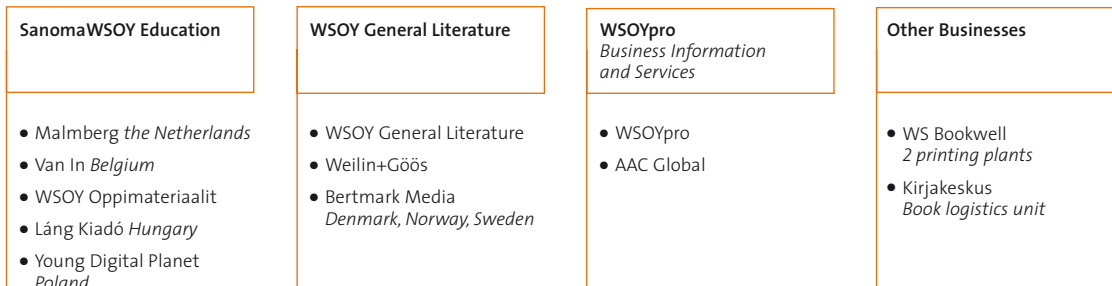 SanomaWSOY Education
Malmberg the Netherlands
Van In Belgium
WSOY Oppimateriaalit
Láng Kiadó Hungary
Young Digital Planet
Poland
WSOY General Literature
WSOY General Literature
Weilin+Göös
Bertmark Media
Denmark, Norway, Sweden
WSOYpro
Business Information
and Services
WSOYpro
AAC Global
Other Businesses
WS Bookwell
2 printing plants
Kirjakeskus
Book logistics unit